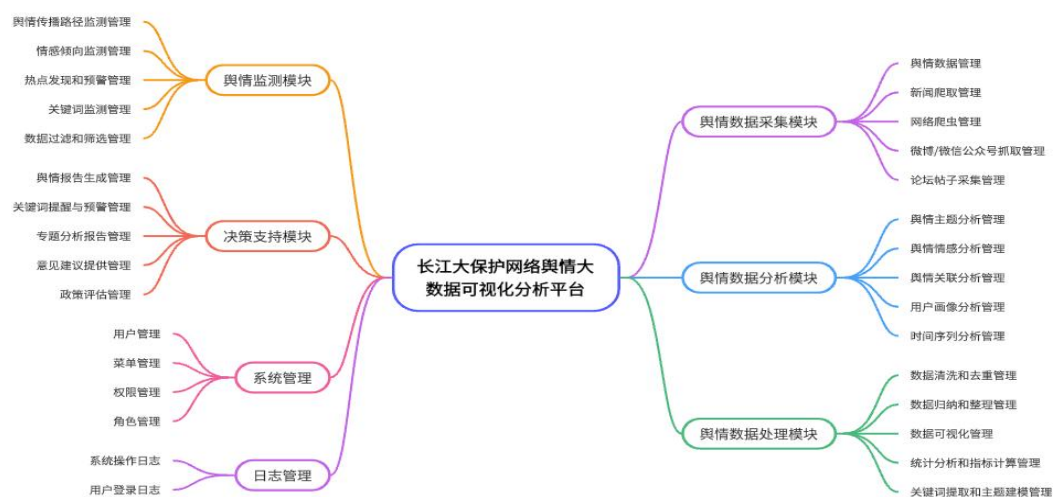 长江大保护网络舆情大
数据可视化分析平台
舆情监测模块
舆情传播路径监测管理
情感倾向监测管理
热点发现和预警管理
关键词监测管理
数据过滤和筛选管理
决策支持模块
舆情报告生成管理
关键词提醒与预警管理
专题分析报告管理
意见建议提供管理
政策评估管理
系统管理
用户管理
菜单管理
权限管理
角色管理
日志管理
系统操作日志
用户登录日志
舆情数据采集模块
舆情数据管理
新闻爬取管理
网络爬虫管理
微博/微信公众号抓取管理
论坛帖子采集管理
舆情数据分析模块
舆情主题分析管理
舆情情感分析管理
舆情关联分析管理
用户画像分析管理
时间序列分析管理
舆情数据处理模块
数据清洗和去重管理
数据归纳和整理管理
数据可视化管理
统计分析和指标计算管理
关键词提取和主题建模管理